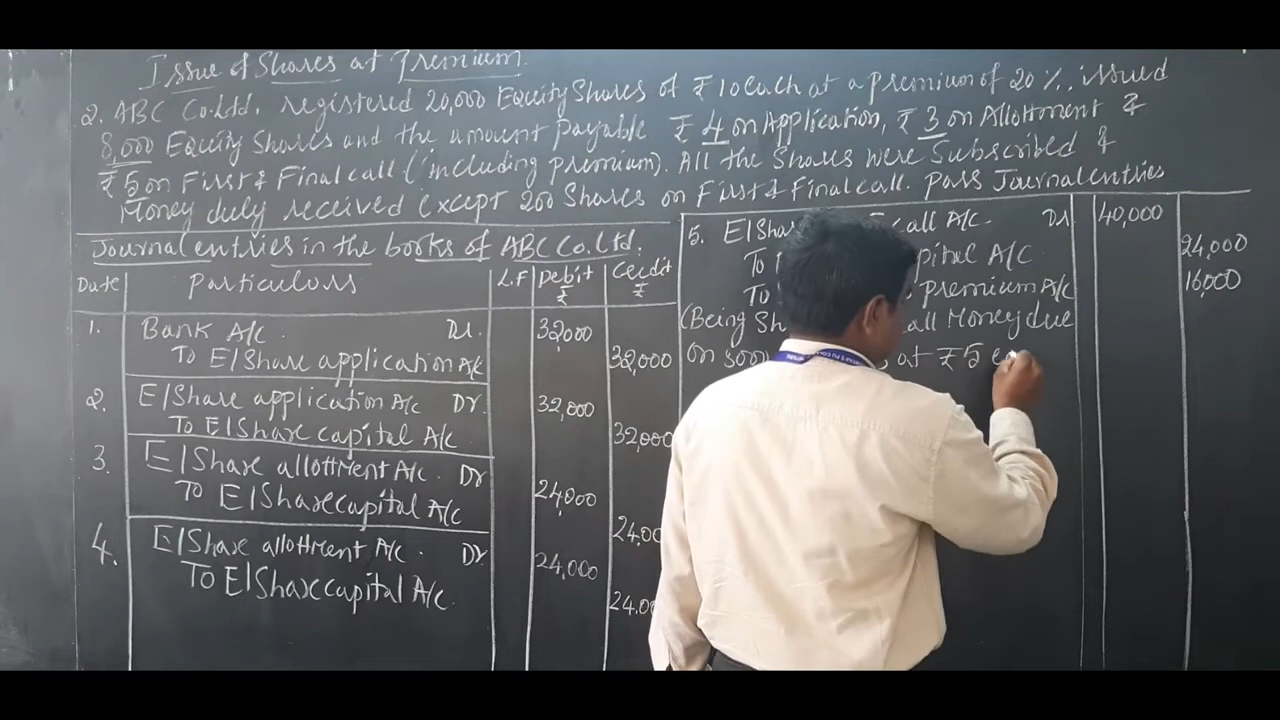 Issue of Shares at Premium.
2. ABC Co. Ltd. registered 20,000 Equity Shares of ₹ 10 each at a premium of 20 %. issued
8,000 Equity Shares and the amount payable ₹ 4 on Application, ₹ 3 on Allotment &
₹ 5 on First & Final call (including premium). All the Shares were Subscribed &
Money duly received except 200 Shares on First & Final call. Pass Journal entries
Journal entries in the books of ABC Co. Ltd.
Date Particulars L.F Debit ₹ Credit ₹
1. Bank A/c. Dr. 32,000
To E/Share application A/c 32,000
2. E/Share application A/c Dr. 32,000
To E/Share capital A/c 32,000
3. E/Share allottment A/c. Dr 24,000
To E/Share capital A/c 24,00
4. E/Share allottment A/c. Dr 24,000
To E/Share capital A/c. 24,00
5. E/Shar call A/c. Dr 40,000
To pital A/c 24,000
To premium A/c 16,000
(Being Sh all Money due
on at ₹5